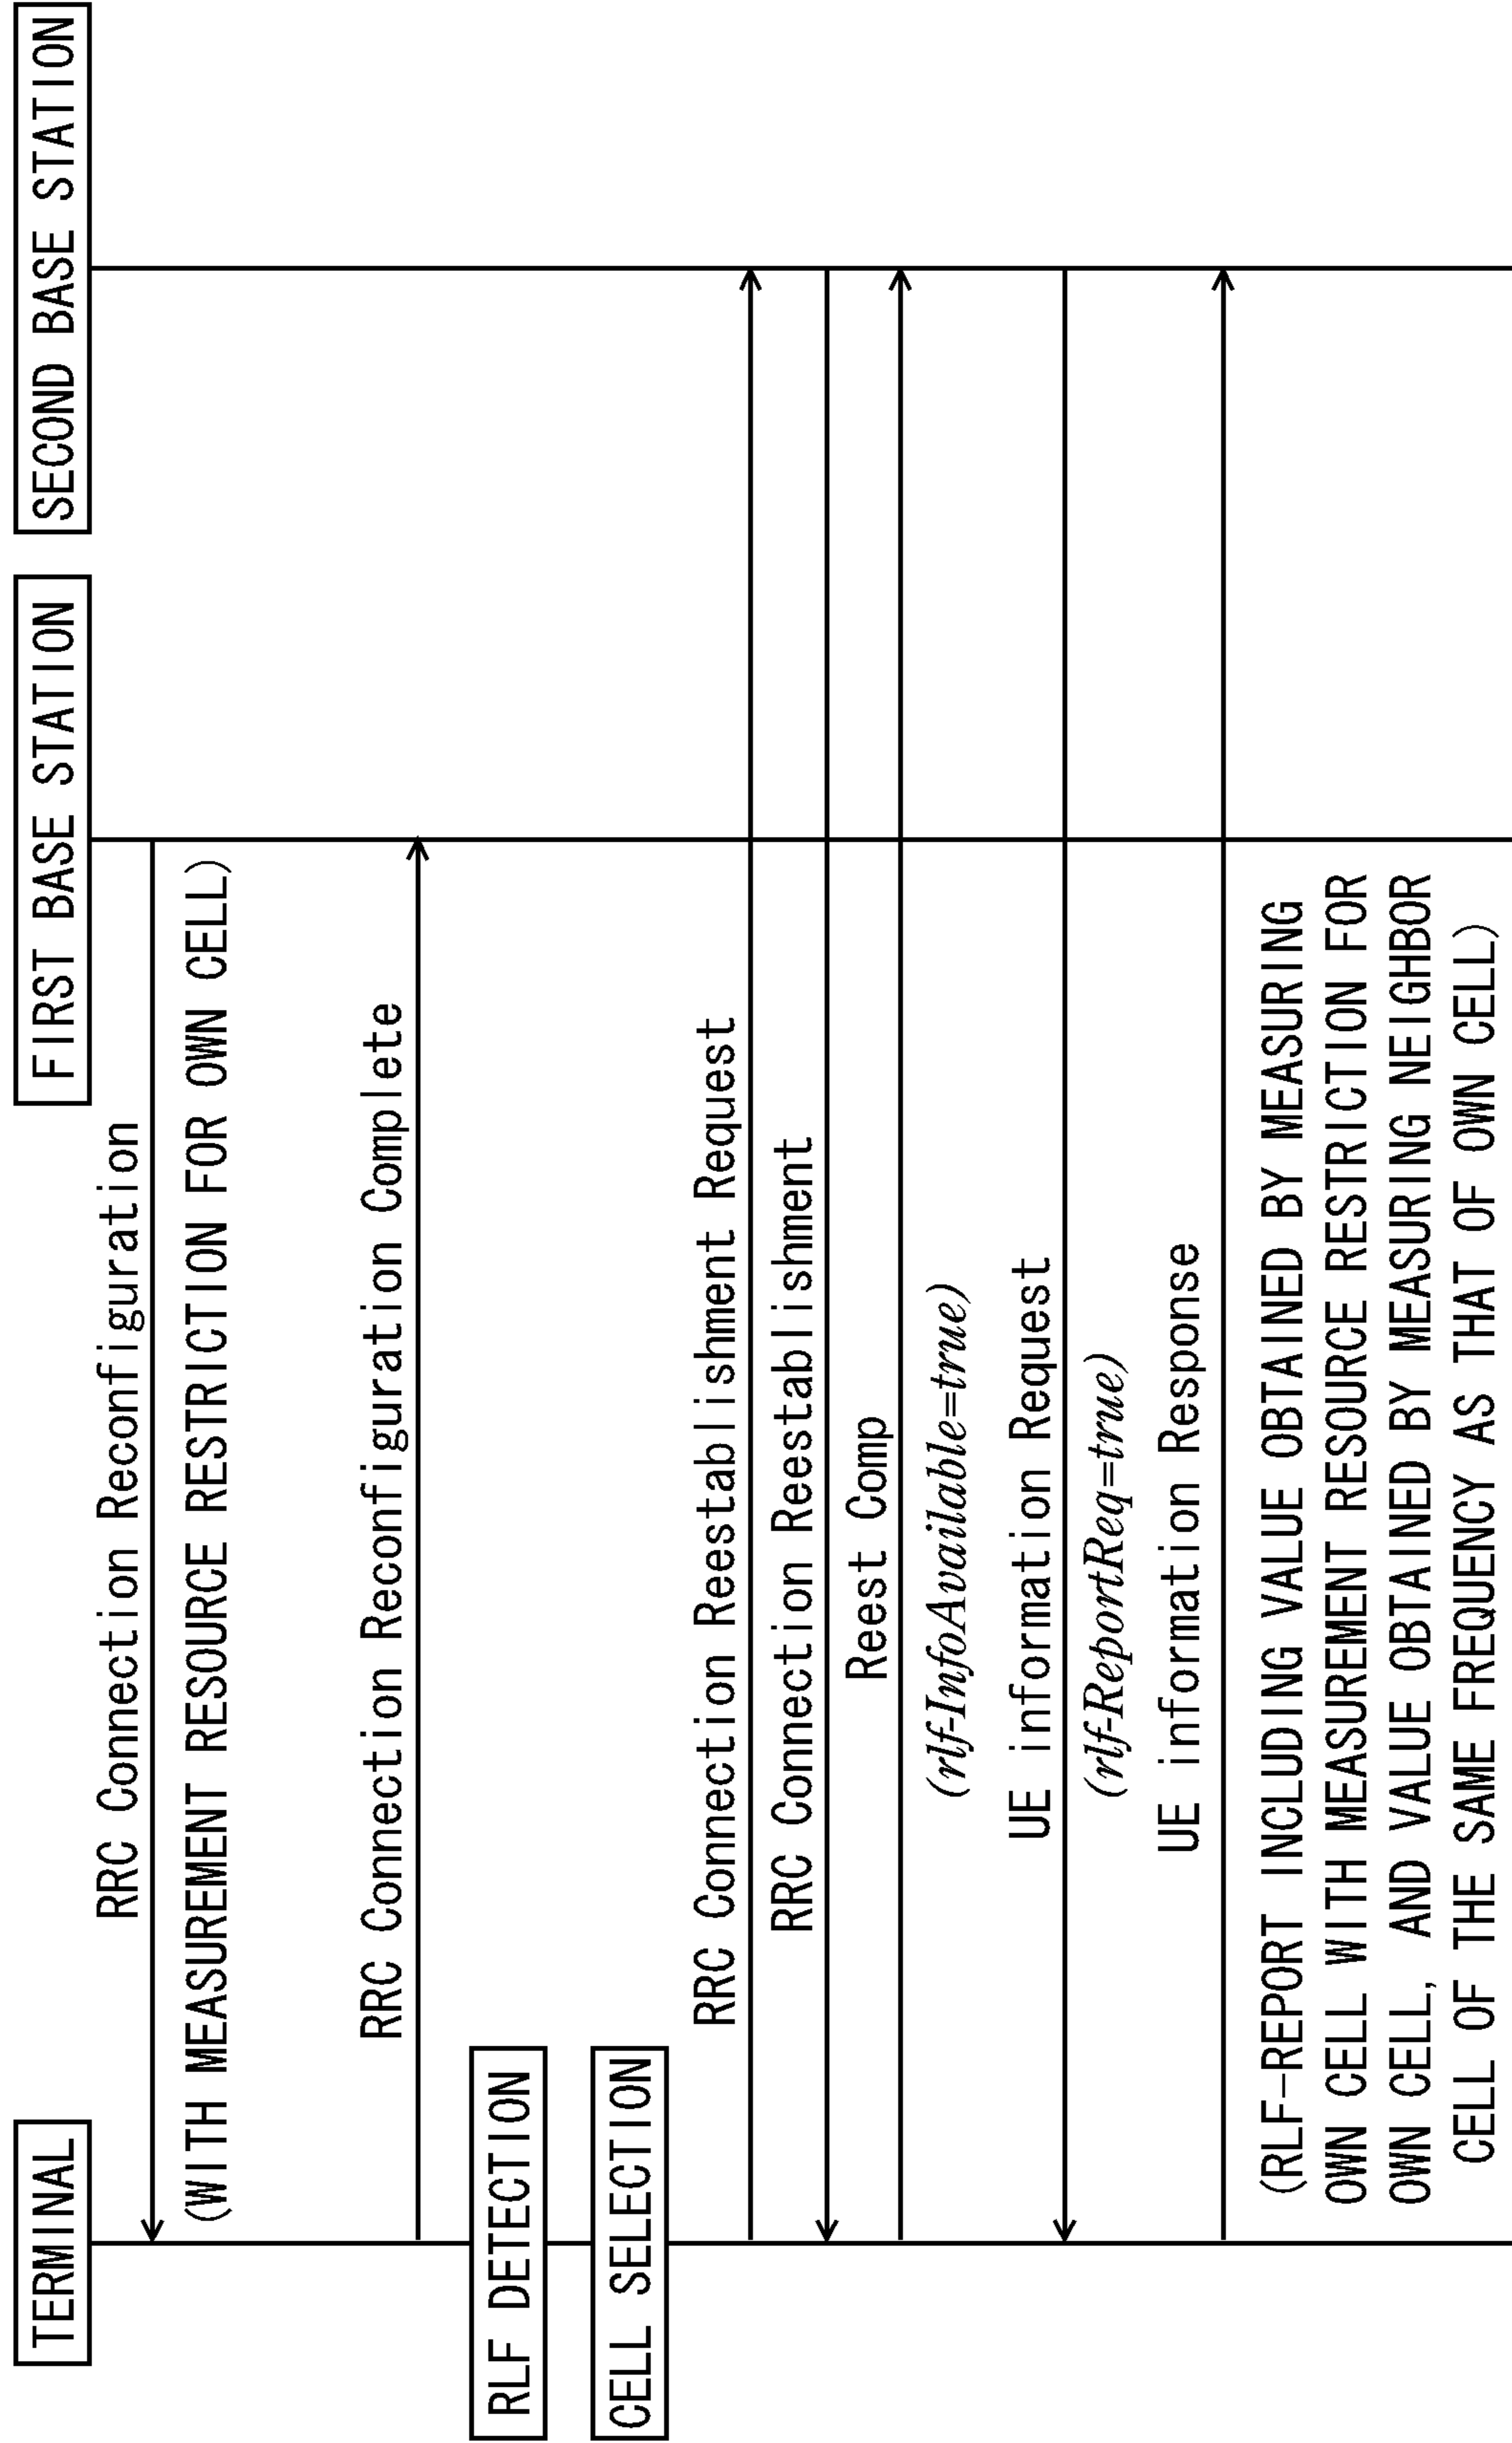 TERMINAL
FIRST BASE STATION
SECOND BASE STATION
RRC Connection Reconfiguration
(WITH MEASUREMENT RESOURCE RESTRICTION FOR OWN CELL)
RRC Connection Reconfiguration Complete
RLF DETECTION
CELL SELECTION
RRC Connection Reestablishment Request
RRC Connection Reestablishment
Reest Comp
(rlf-InfoAvailable=true)
UE information Request
(rlf-ReportReq=true)
UE information Response
(RLF-REPORT INCLUDING VALUE OBTAINED BY MEASURING
OWN CELL WITH MEASUREMENT RESOURCE RESTRICTION FOR
OWN CELL, AND VALUE OBTAINED BY MEASURING NEIGHBOR
CELL OF THE SAME FREQUENCY AS THAT OF OWN CELL)